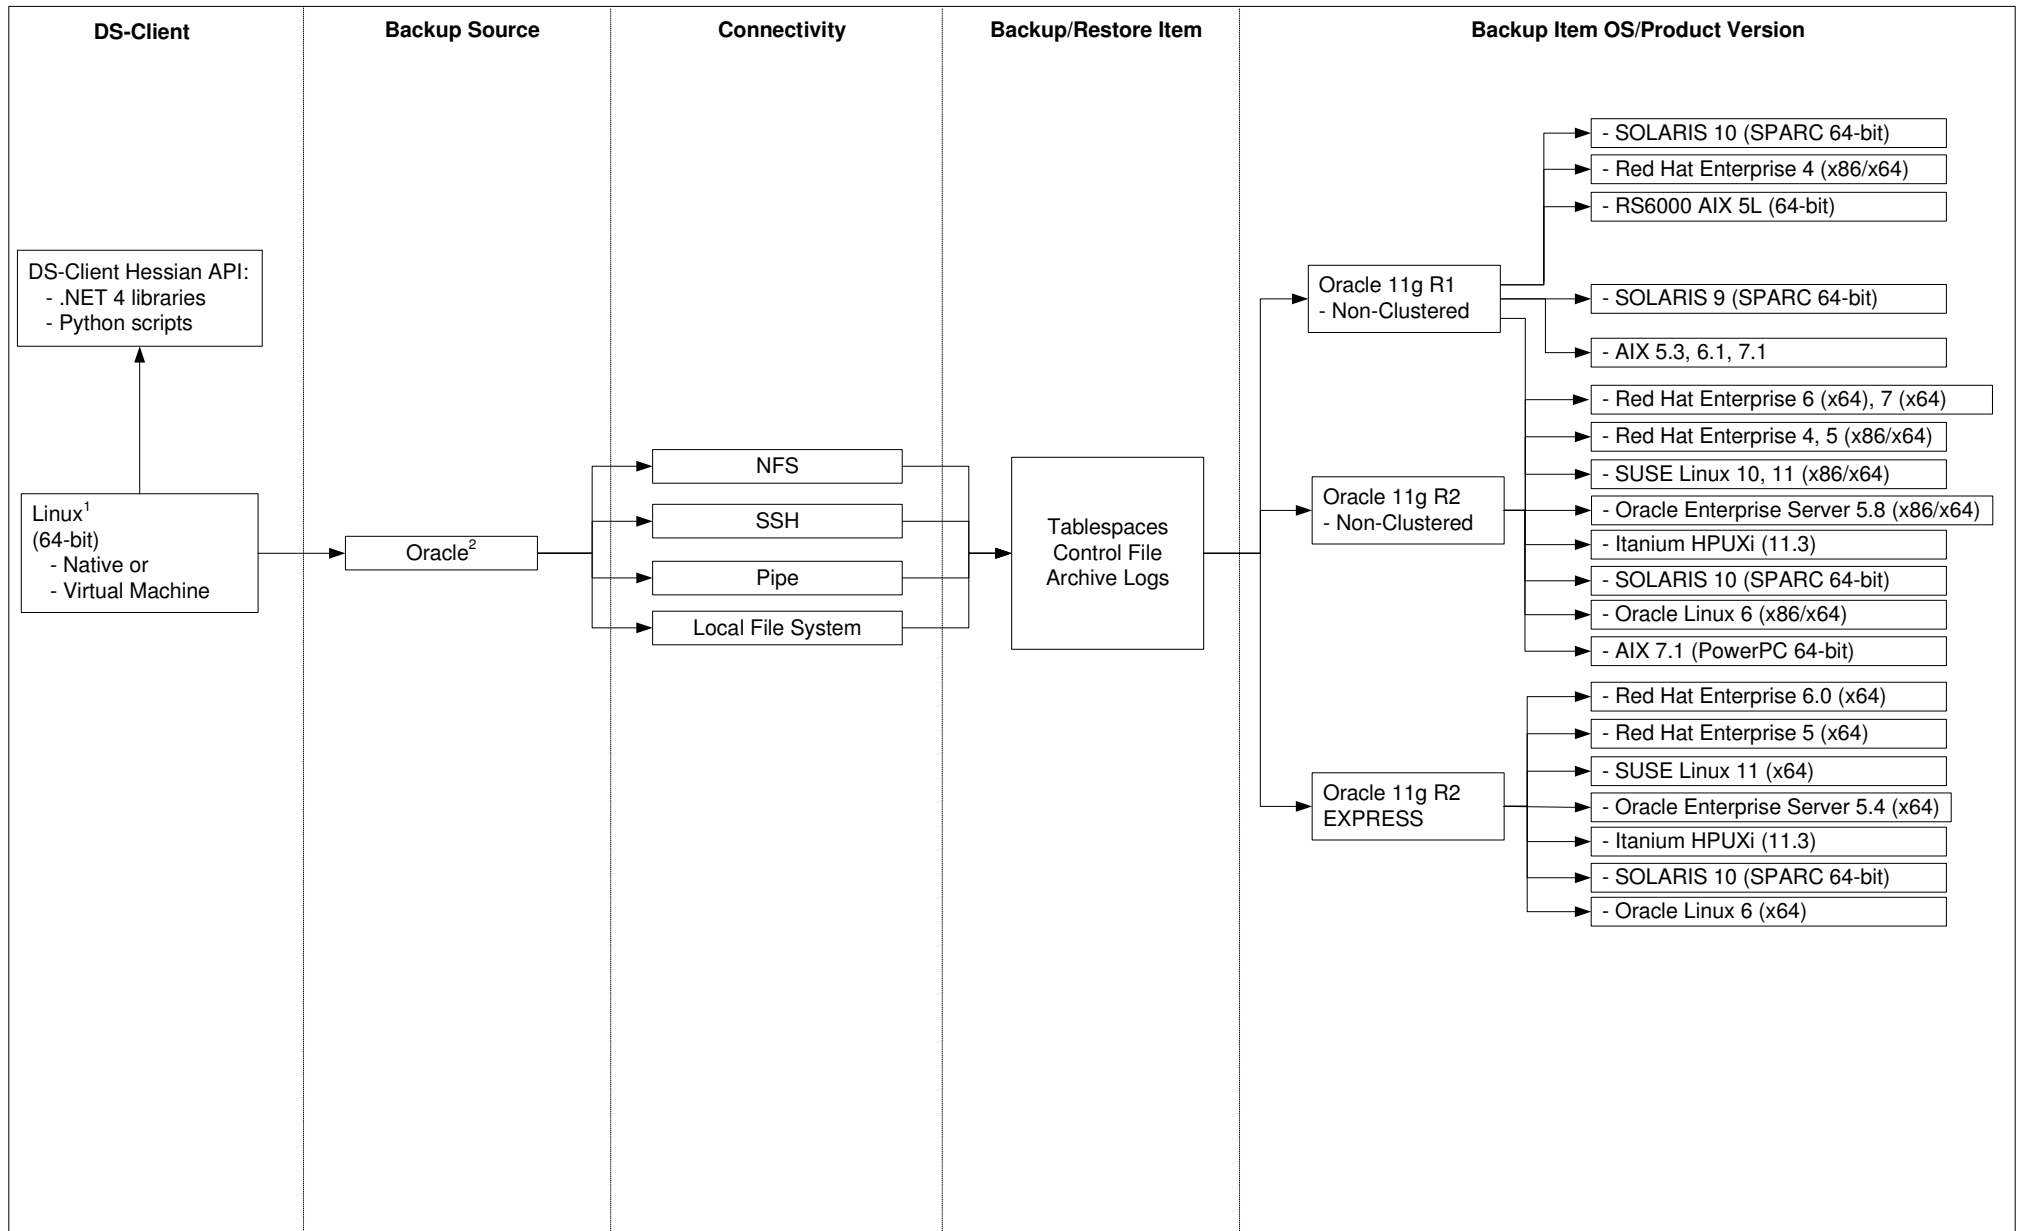 DS-Client
Backup Source
Connectivity
Backup/Restore Item
Backup Item OS/Product Version
DS-Client Hessian API:
- .NET 4 libraries
- Python scripts
Linux1
(64-bit)
- Native or
- Virtual Machine
Oracle2
NFS
SSH
Pipe
Local File System
Tablespaces
Control File
Archive Logs
Oracle 11g R1
- Non-Clustered
Oracle 11g R2
- Non-Clustered
Oracle 11g R2
EXPRESS
- SOLARIS 10 (SPARC 64-bit)
- Red Hat Enterprise 4 (x86/x64)
- RS6000 AIX 5L (64-bit)
- SOLARIS 9 (SPARC 64-bit)
- AIX 5.3, 6.1, 7.1
- Red Hat Enterprise 6 (x64), 7 (x64)
- Red Hat Enterprise 4, 5 (x86/x64)
- SUSE Linux 10, 11 (x86/x64)
- Oracle Enterprise Server 5.8 (x86/x64)
- Itanium HPUXi (11.3)
- SOLARIS 10 (SPARC 64-bit)
- Oracle Linux 6 (x86/x64)
- AIX 7.1 (PowerPC 64-bit)
- Red Hat Enterprise 6.0 (x64)
- Red Hat Enterprise 5 (x64)
- SUSE Linux 11 (x64)
- Oracle Enterprise Server 5.4 (x64)
- Itanium HPUXi (11.3)
- SOLARIS 10 (SPARC 64-bit)
- Oracle Linux 6 (x64)